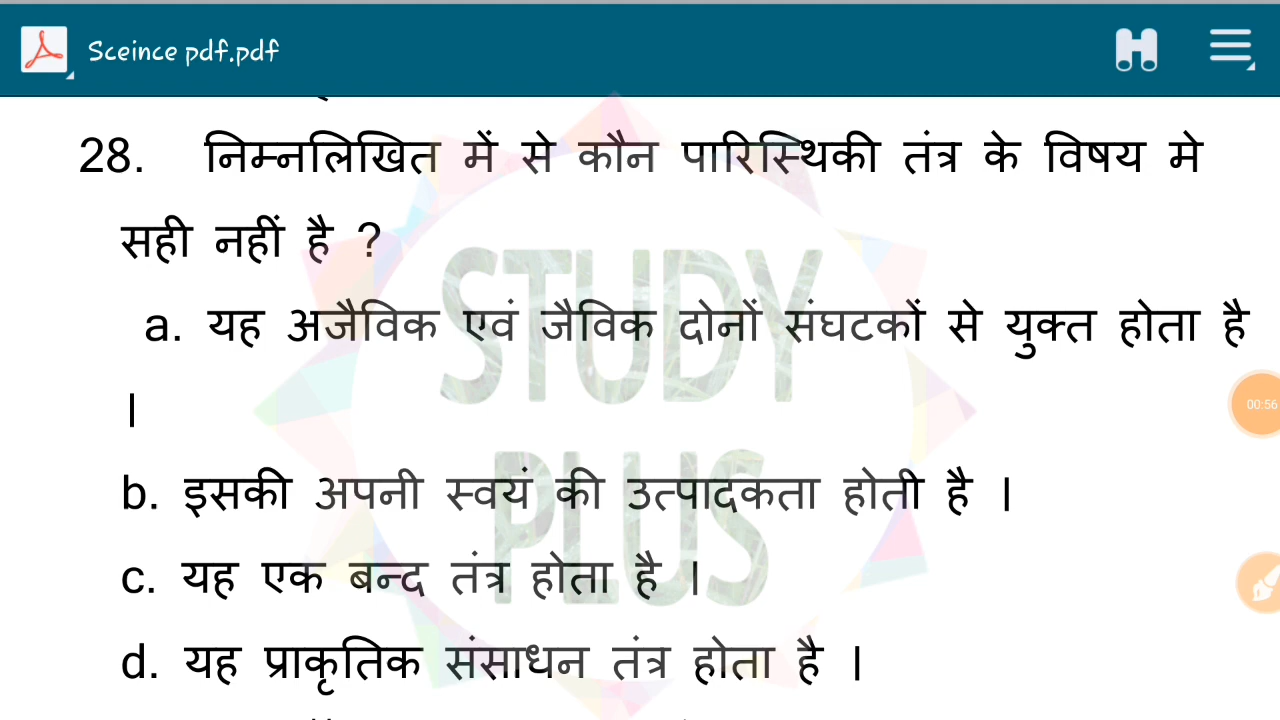 Sceince pdf.pdf
28. निम्नलिखित में से कौन पारिस्थिकी तंत्र के विषय मे
सही नहीं है ?
a. यह अजैविक एवं जैविक दोनों संघटकों से युक्त होता है
।
b. इसकी अपनी स्वयं की उत्पादकता होती है ।
c. यह एक बन्द तंत्र होता है ।
d. यह प्राकृतिक संसाधन तंत्र होता है ।
STUDY
PLUS
00:56